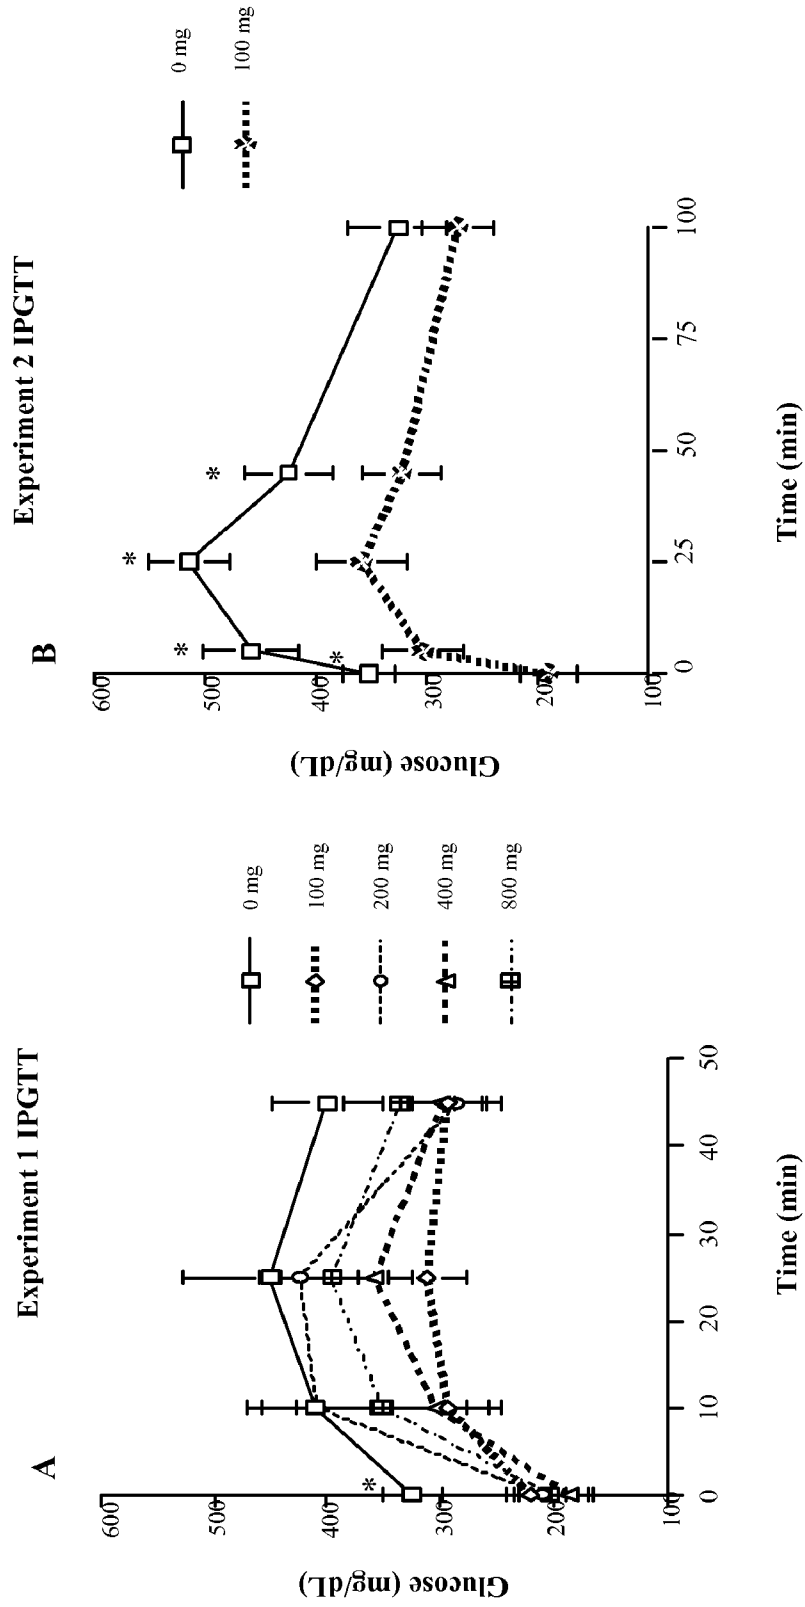 A
Experiment 1 IPGTT
600
500
400
300
200
100
Glucose (mg/dL)
*
0
10
20
30
40
50
Time (min)
0 mg
100 mg
200 mg
400 mg
800 mg
B
Experiment 2 IPGTT
600
500
400
300
200
100
Glucose (mg/dL)
*
*
*
*
0
25
50
75
100
Time (min)
0 mg
100 mg